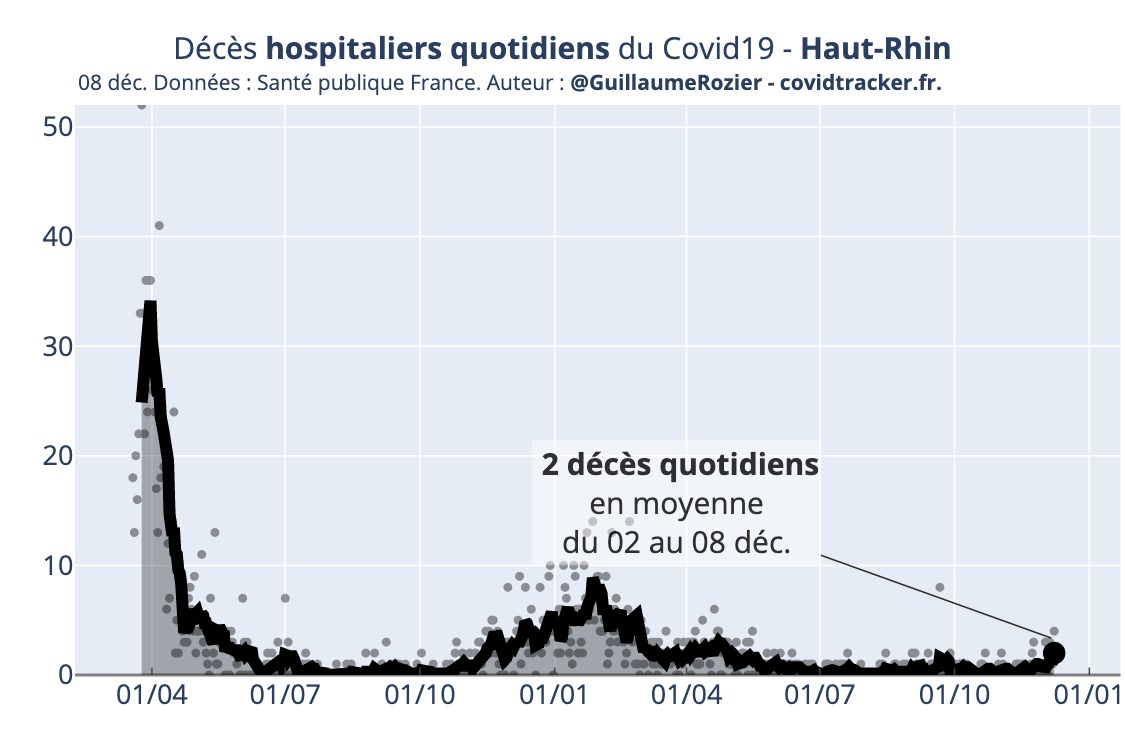 Décès hospitaliers quotidiens du Covid19 - Haut-Rhin
08 déc. Données : Santé publique France. Auteur : @GuillaumeRozier - covidtracker.fr.
50
40
30
20
10
0
2 décès quotidiens
en moyenne
du 02 au 08 déc.
01/04 01/07 01/10 01/01 01/04 01/07 01/10 01/01